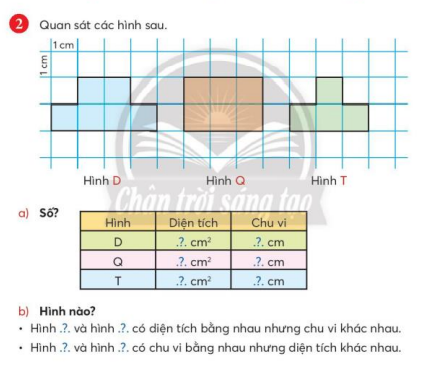 2 Quan sát các hình sau.
1 cm
1 cm
Hình D Hình Q Hình T
Chân trời sáng tạo
a) Số?
Hình Diện tích Chu vi
D .?. cm² .?. cm
Q .?. cm² .?. cm
T .?. cm² .?. cm
b) Hình nào?
• Hình .?. và hình .?. có diện tích bằng nhau nhưng chu vi khác nhau.
• Hình .?. và hình .?. có chu vi bằng nhau nhưng diện tích khác nhau.